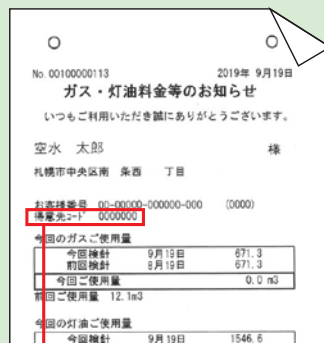 No. 00100000113 2019年 9月19日
ガス・灯油料金等のお知らせ
いつもご利用いただき誠にありがとうございます。
空水 太郎 様
札幌市中央区南 条西 丁目
お客様番号 00-00000-000000-000 (0000)
得意先コード 0000000
今回のガスご使用量
今回検針 9月19日 671.3
前回検針 8月19日 671.3
今回ご使用量 0.0 m3
前回ご使用量 12.1m3
今回の灯油ご使用量
今回検針 9月19日 1546.6